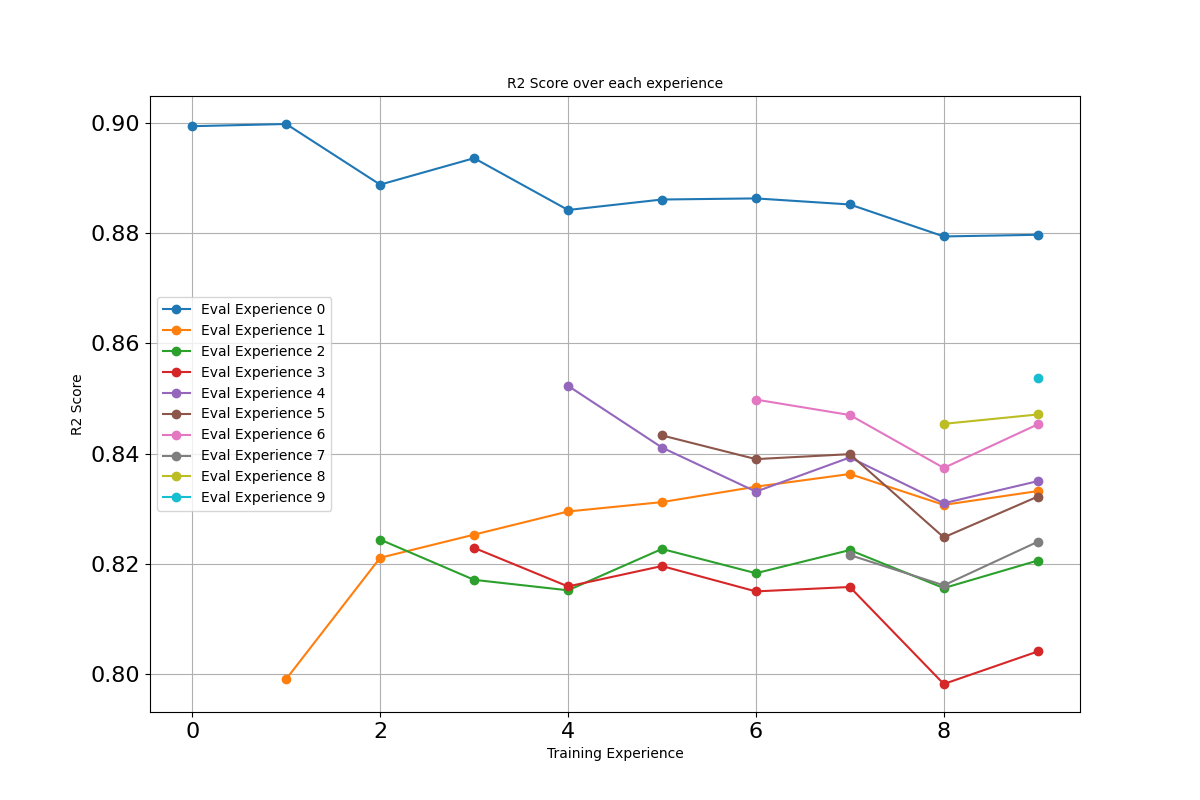 R2 Score over each experience
0.90
0.88
0.86
0.84
0.82
0.80
R2 Score
Eval Experience 0
Eval Experience 1
Eval Experience 2
Eval Experience 3
Eval Experience 4
Eval Experience 5
Eval Experience 6
Eval Experience 7
Eval Experience 8
Eval Experience 9
0 2 4 6 8
Training Experience